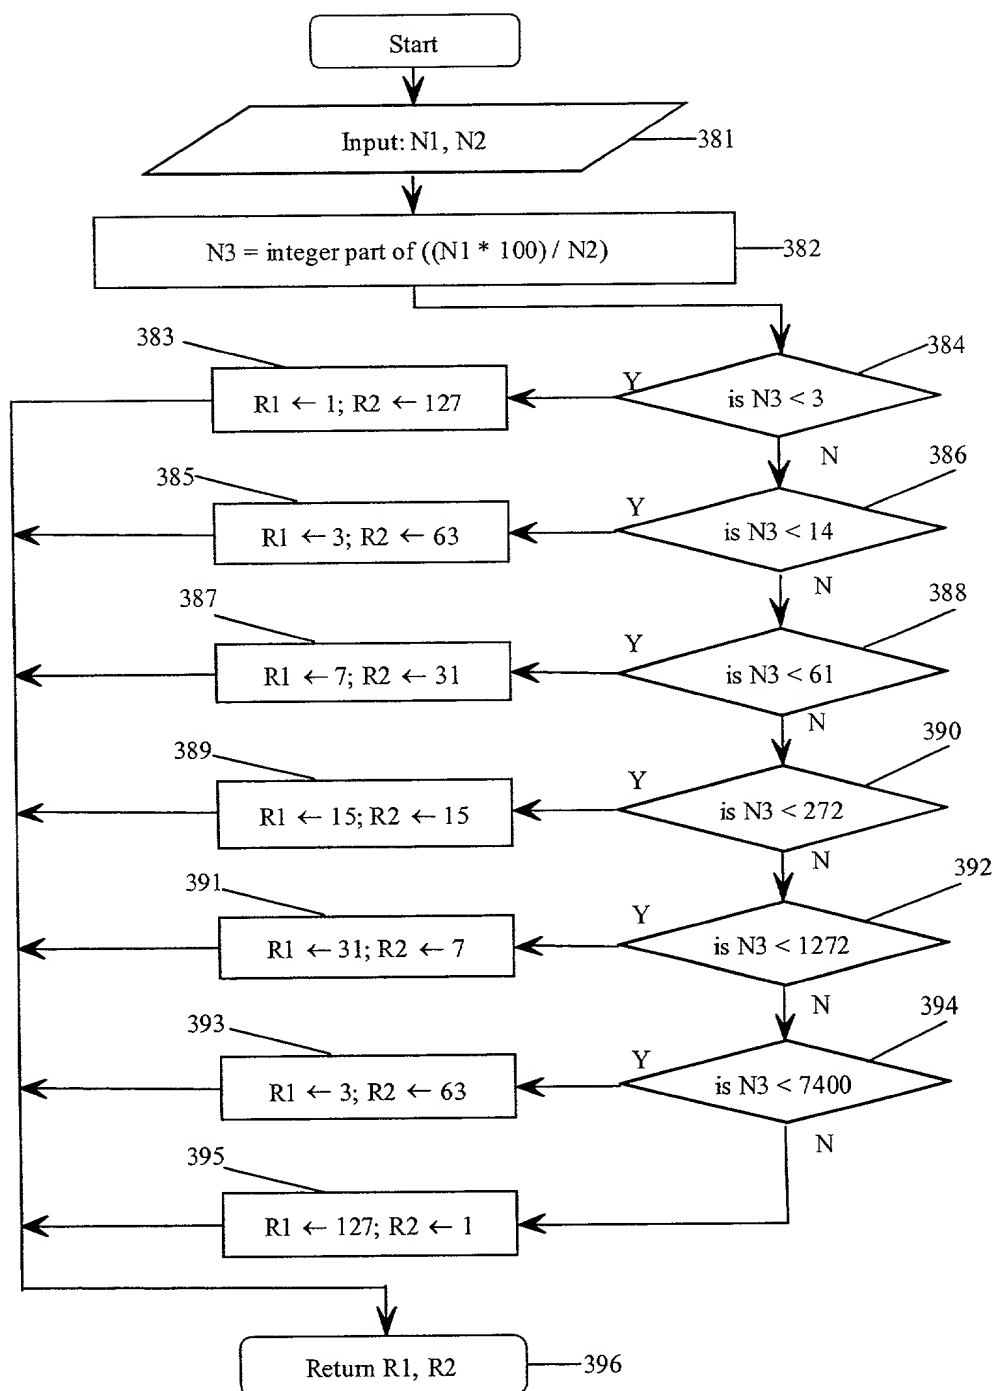 Start
Input: N1, N2
381
N3 = integer part of ((N1 * 100) / N2)
382
383
384
R1 ← 1; R2 ← 127
Y
is N3 < 3
N
385
386
R1 ← 3; R2 ← 63
Y
is N3 < 14
N
387
388
R1 ← 7; R2 ← 31
Y
is N3 < 61
N
389
390
R1 ← 15; R2 ← 15
Y
is N3 < 272
N
391
392
R1 ← 31; R2 ← 7
Y
is N3 < 1272
N
393
394
R1 ← 3; R2 ← 63
Y
is N3 < 7400
N
395
R1 ← 127; R2 ← 1
Return R1, R2
396